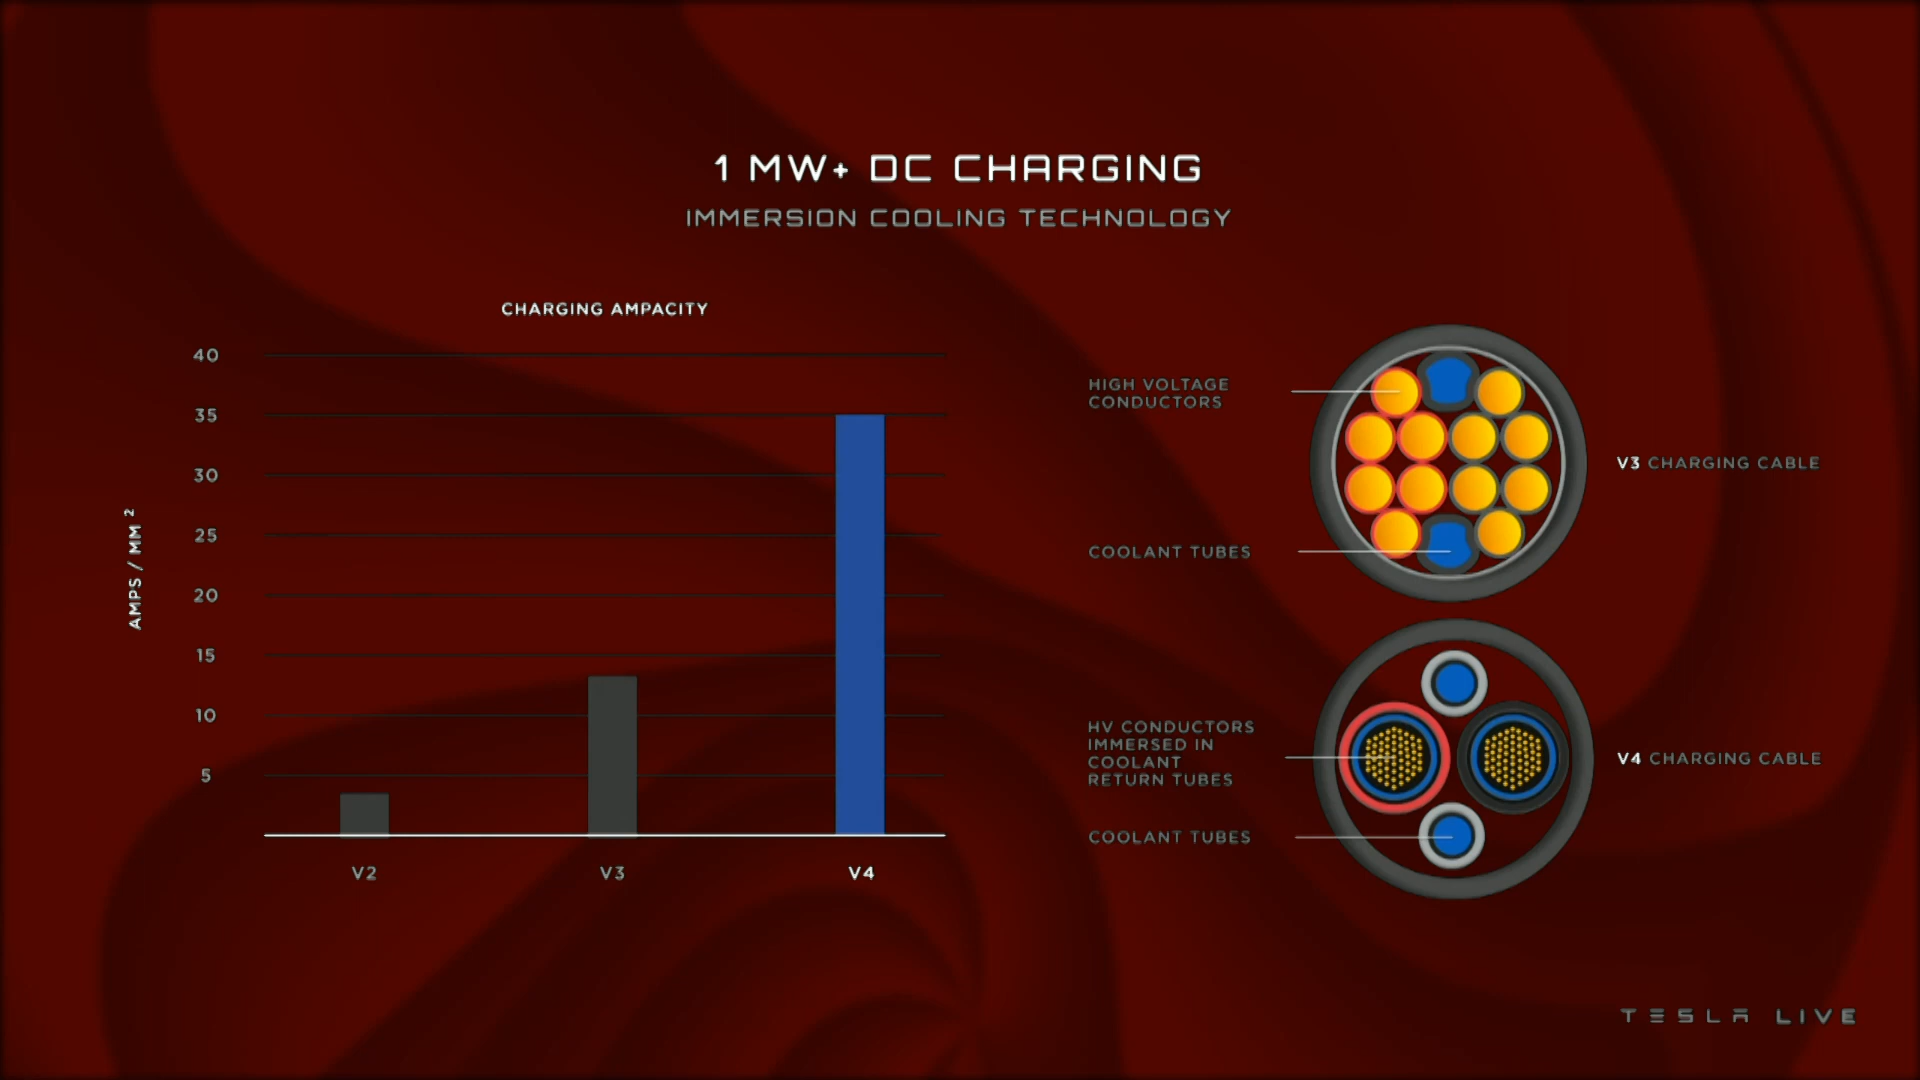 1 MW+ DC CHARGING
IMMERSION COOLING TECHNOLOGY
CHARGING AMPACITY
40
35
30
25
20
15
10
5
AMPS / MM 2
V2
V3
V4
HIGH VOLTAGE
CONDUCTORS
COOLANT TUBES
V3 CHARGING CABLE
HV CONDUCTORS
IMMERSED IN
COOLANT
RETURN TUBES
COOLANT TUBES
V4 CHARGING CABLE
TESLA LIVE